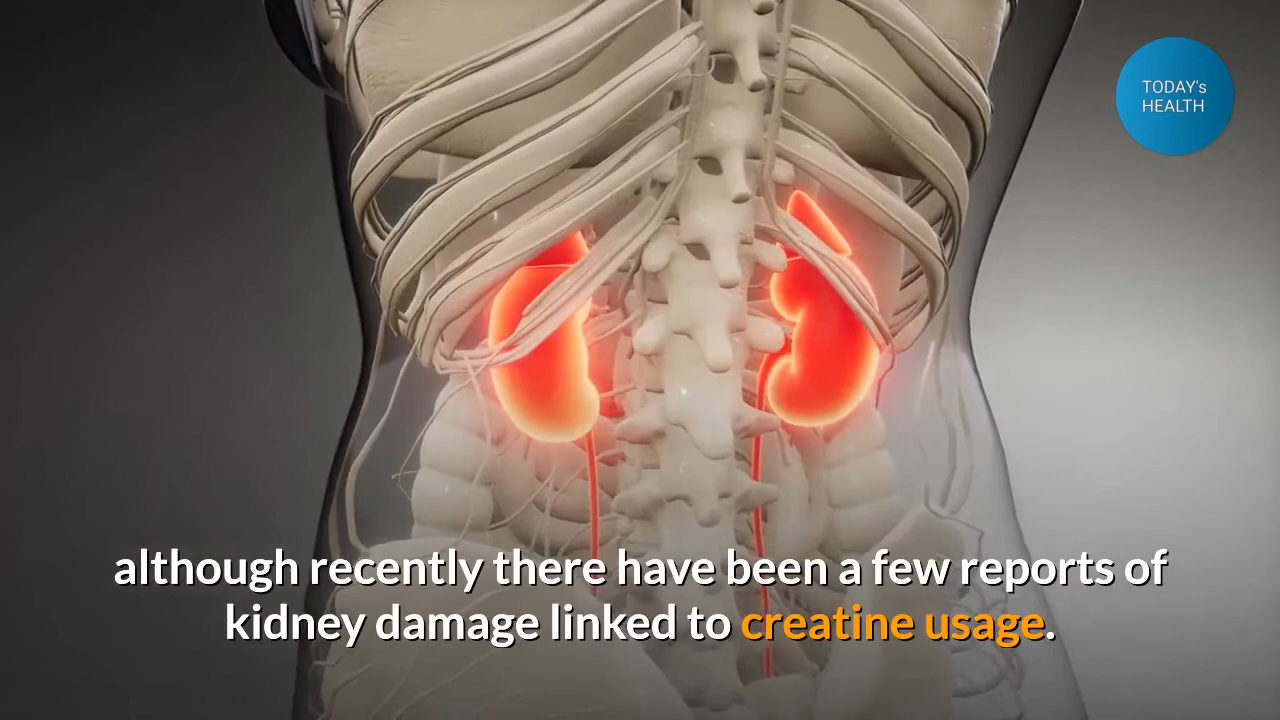 TODAY's
HEALTH
although recently there have been a few reports of
kidney damage linked to creatine usage.